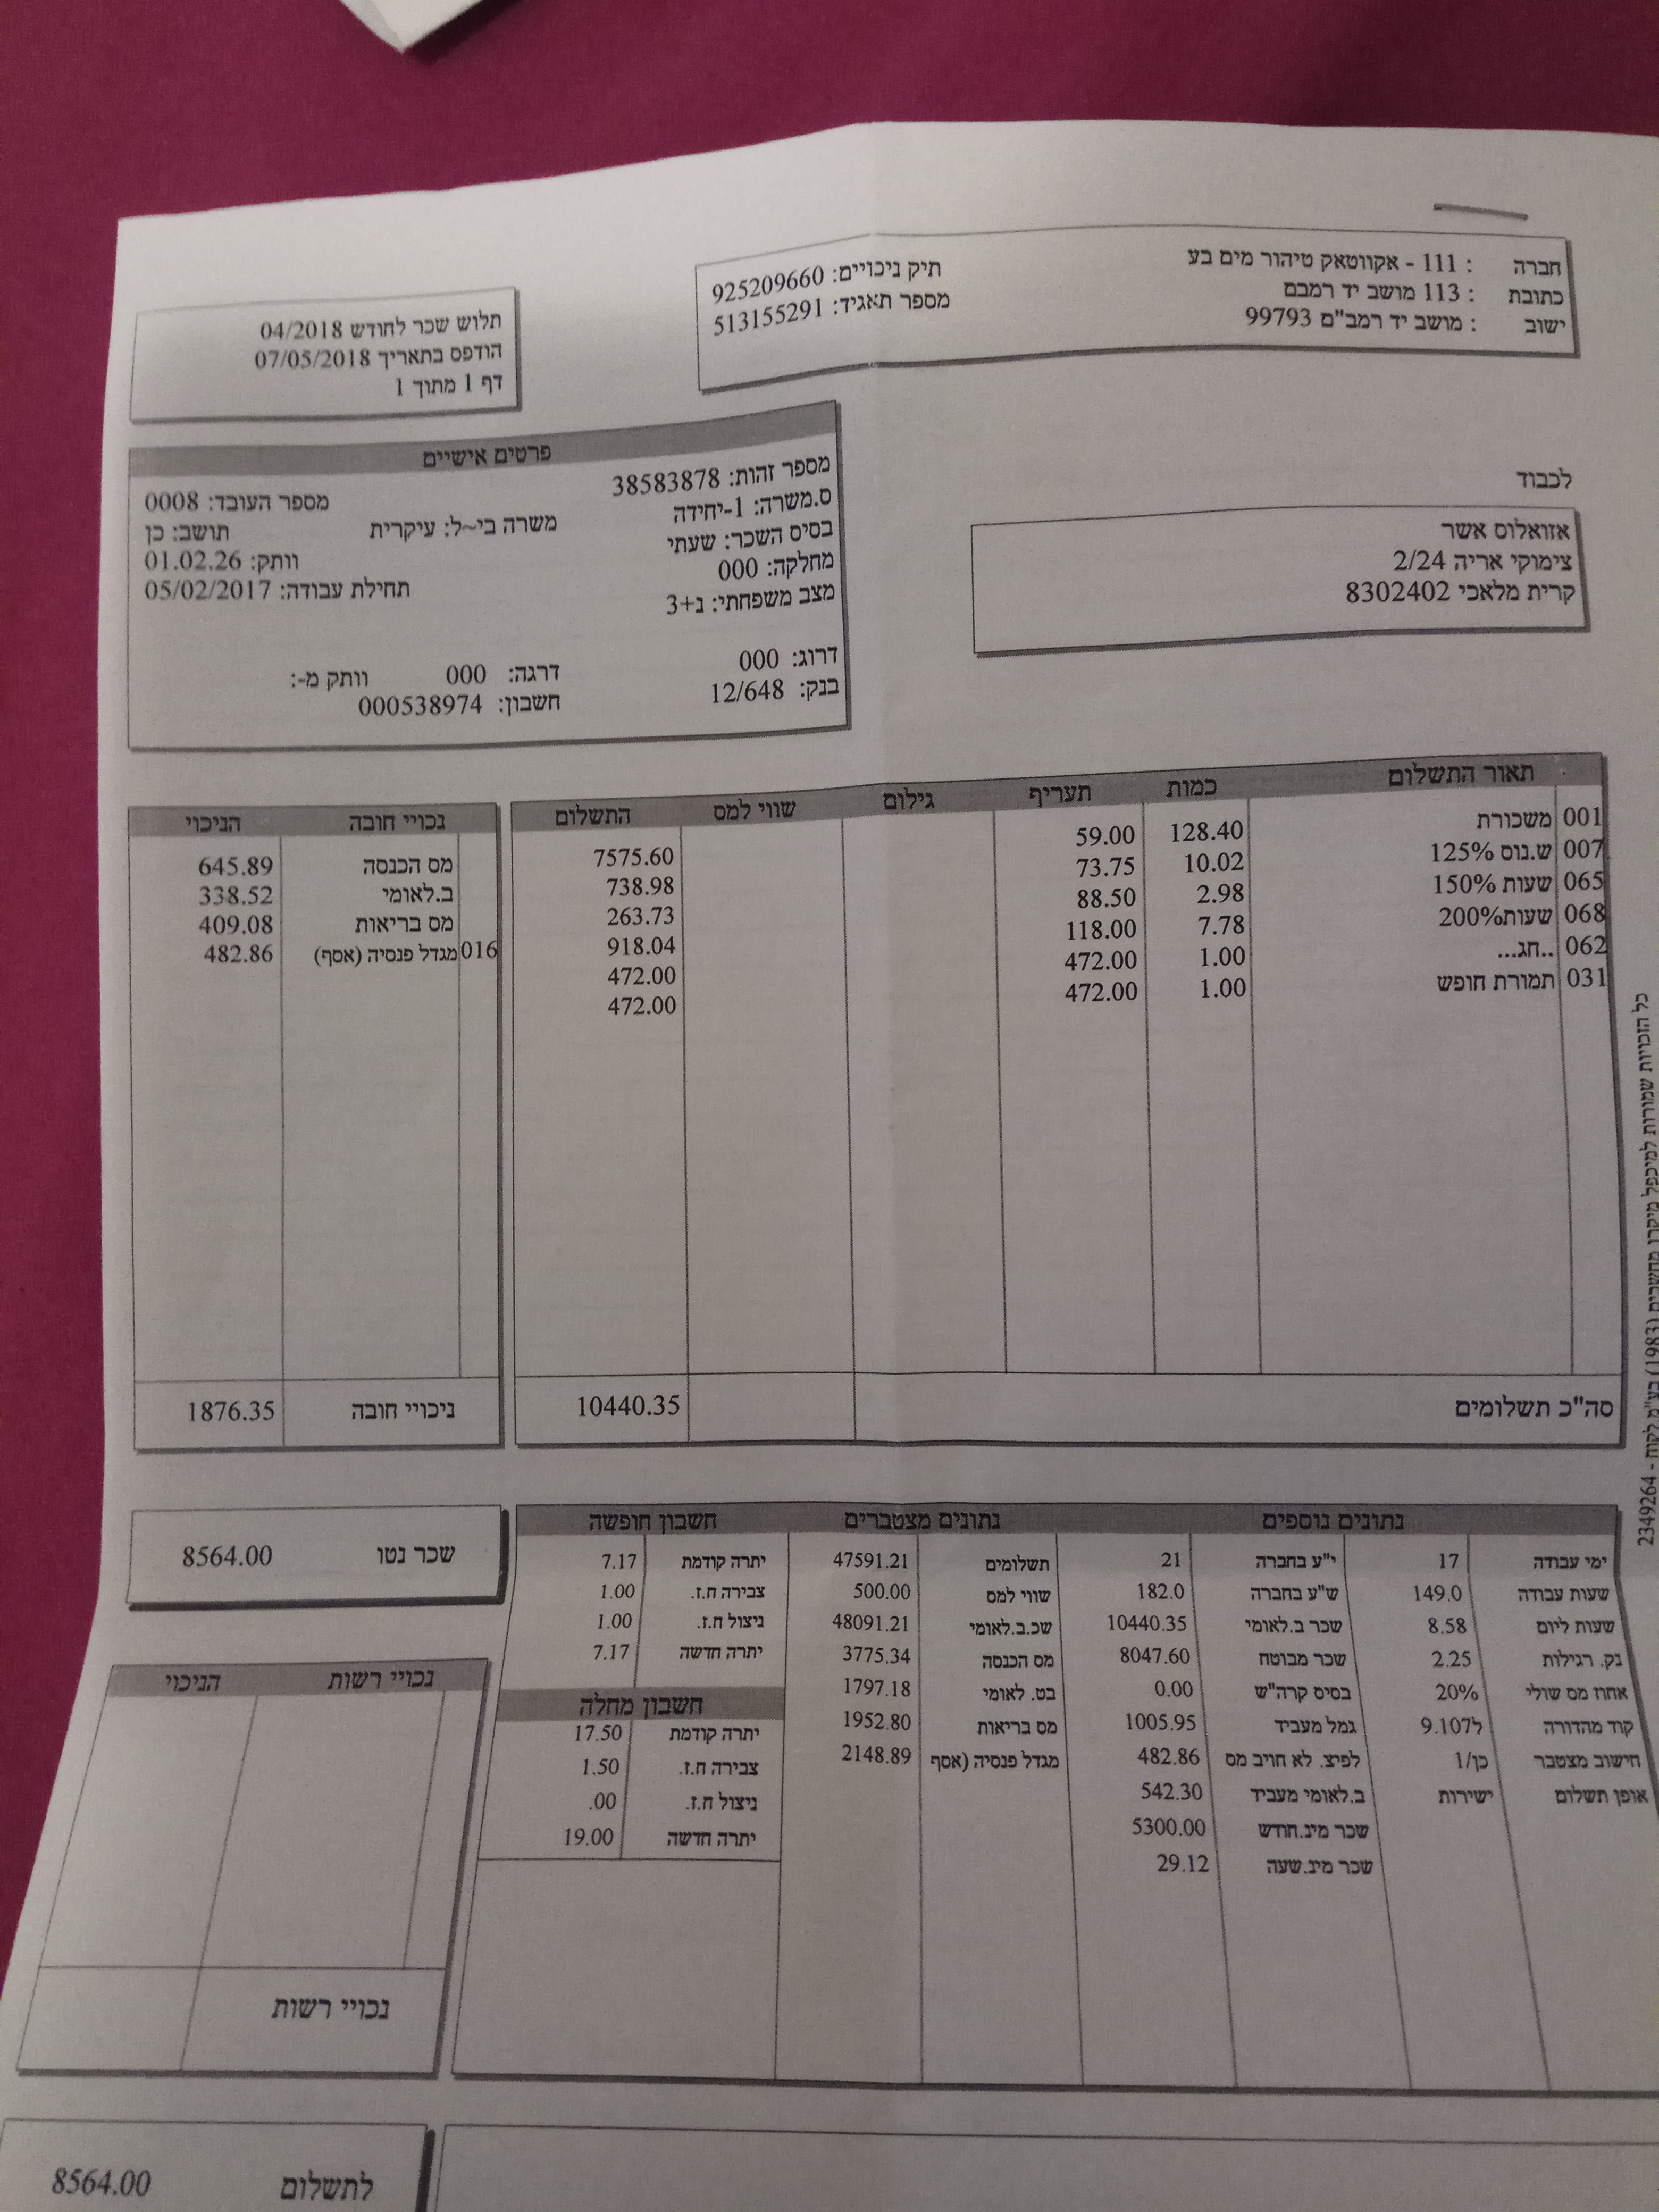 חברה : 111 - אקווטאק טיהור מים בע
כתובת : 113 מושב יד רמבם
ישוב : מושב יד רמב"ם 99793
תיק ניכויים: 925209660
מספר תאגיד: 513155291
תלוש שכר לחודש 04/2018
הודפס בתאריך 07/05/2018
דף 1 מתוך 1
לכבוד
אזואלוס אשר
צימוקי אריה 2/24
קרית מלאכי 8302402
פרטים אישיים
מספר זהות: 38583878 מספר העובד: 0008
ס.משרה: 1-יחידה משרה בי~ל: עיקרית תושב: כן
בסיס השכר: שעתי וותק: 01.02.26
מחלקה: 000 תחילת עבודה: 05/02/2017
מצב משפחתי: נ+3
דרוג: 000 דרגה: 000 וותק מ-:
בנק: 12/648 חשבון: 000538974
תאור התשלום כמות תעריף גילום שווי למס התשלום
001 משכורת 128.40 59.00 7575.60
007 ש.נוס 125% 10.02 73.75 738.98
065 שעות 150% 2.98 88.50 263.73
068 שעות200% 7.78 118.00 918.04
062 ..חג... 1.00 472.00 472.00
031 תמורת חופש 1.00 472.00 472.00
סה"כ תשלומים 10440.35
נכויי חובה הניכוי
מס הכנסה 645.89
ב.לאומי 338.52
מס בריאות 409.08
016 מגדל פנסיה (אסף) 482.86
ניכויי חובה 1876.35
כל הזכויות שמורות למיכפל מיקרו מחשבים (1983) בע"מ לקוח - 2349264
נתונים נוספים
ימי עבודה 17 י"ע בחברה 21
שעות עבודה 149.0 ש"ע בחברה 182.0
שעות ליום 8.58 שכר ב.לאומי 10440.35
נק. רגילות 2.25 שכר מבוטח 8047.60
אחוז מס שולי 20% בסיס קרה"ש 0.00
קוד מהדורה ל9.107 גמל מעביד 1005.95
חישוב מצטבר כן/1 לפיצ. לא חויב מס 482.86
אופן תשלום ישירות ב.לאומי מעביד 542.30
שכר מינ.חודש 5300.00
שכר מינ.שעה 29.12
נתונים מצטברים
תשלומים 47591.21
שווי למס 500.00
שכ.ב.לאומי 48091.21
מס הכנסה 3775.34
בט. לאומי 1797.18
מס בריאות 1952.80
מגדל פנסיה (אסף 2148.89
חשבון חופשה
יתרה קודמת 7.17
צבירה ח.ז. 1.00
ניצול ח.ז. 1.00
יתרה חדשה 7.17
חשבון מחלה
יתרה קודמת 17.50
צבירה ח.ז. 1.50
ניצול ח.ז. .00
יתרה חדשה 19.00
שכר נטו 8564.00
נכויי רשות הניכוי
נכויי רשות
לתשלום 8564.00